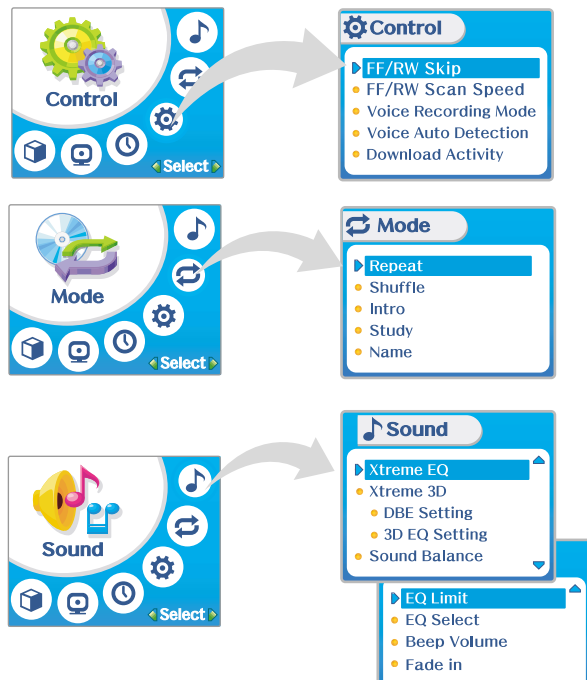 Control
Select
Control
FF/RW Skip
FF/RW Scan Speed
Voice Recording Mode
Voice Auto Detection
Download Activity
Mode
Select
Mode
Repeat
Shuffle
Intro
Study
Name
Sound
Select
Sound
Xtreme EQ
Xtreme 3D
DBE Setting
3D EQ Setting
Sound Balance
EQ Limit
EQ Select
Beep Volume
Fade in